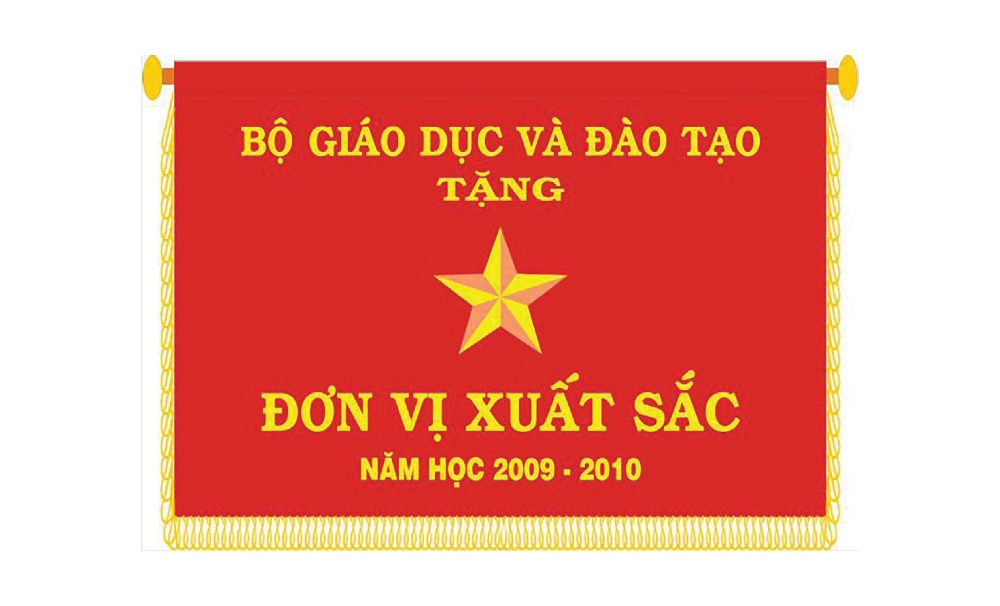 BỘ GIÁO DỤC VÀ ĐÀO TẠO
TẶNG
ĐƠN VỊ XUẤT SẮC
NĂM HỌC 2009 - 2010